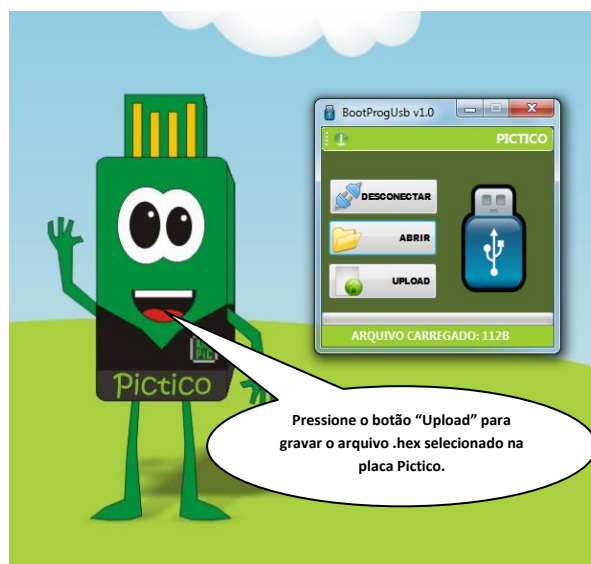 BootProgUsb v1.0
PICTICO
DESCONECTAR
ABRIR
UPLOAD
ARQUIVO CARREGADO: 112B
PIC
Pictico
Pressione o botão “Upload” para
gravar o arquivo .hex selecionado na
placa Pictico.